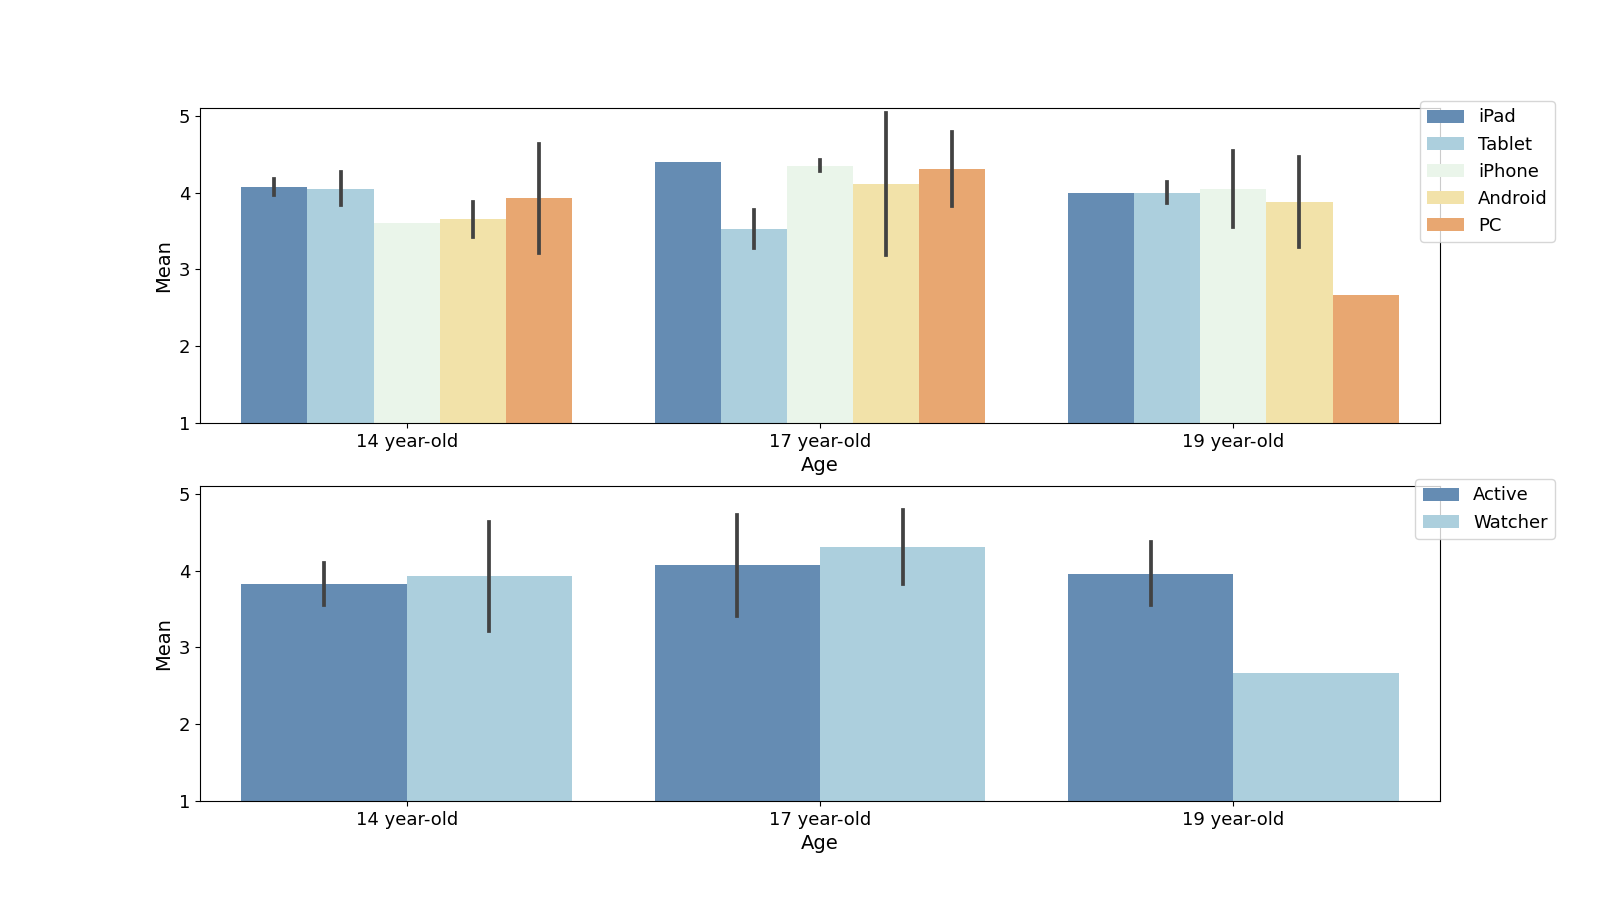 5
4
3
2
1
Mean
14 year-old
17 year-old
19 year-old
Age
iPad
Tablet
iPhone
Android
PC
5
4
3
2
1
Mean
14 year-old
17 year-old
19 year-old
Age
Active
Watcher